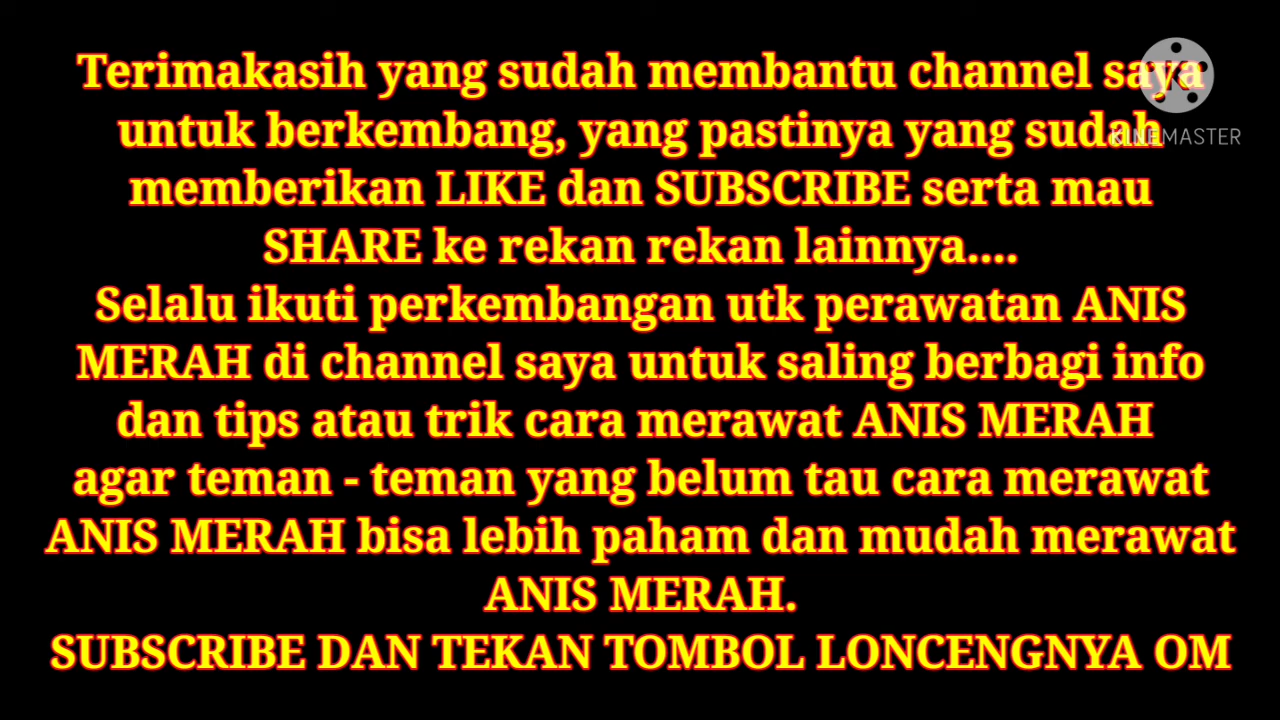 Terimakasih yang sudah membantu channel saya
untuk berkembang, yang pastinya yang sudah
memberikan LIKE dan SUBSCRIBE serta mau
SHARE ke rekan rekan lainnya....
Selalu ikuti perkembangan utk perawatan ANIS
MERAH di channel saya untuk saling berbagi info
dan tips atau trik cara merawat ANIS MERAH
agar teman - teman yang belum tau cara merawat
ANIS MERAH bisa lebih paham dan mudah merawat
ANIS MERAH.
SUBSCRIBE DAN TEKAN TOMBOL LONCENGNYA OM
K
KINEMASTER